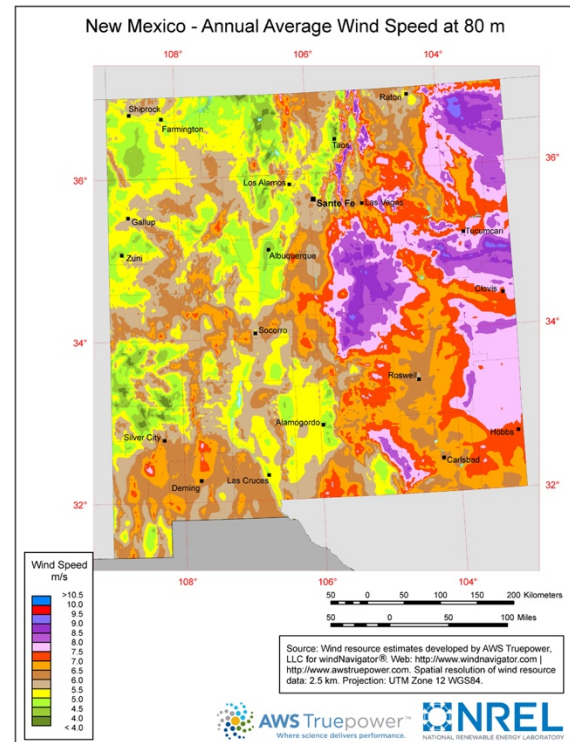 New Mexico - Annual Average Wind Speed at 80 m
108°
106°
104°
Raton
Shiprock
Farmington
Taos
36°
36°
Los Alamos
Santa Fe
Las Vegas
Gallup
Tucumcari
Zuni
Albuquerque
Clovis
Socorro
34°
34°
Roswell
Alamogordo
Hobbs
Silver City
Carlsbad
Las Cruces
Deming
32°
32°
108°
106°
104°
Wind Speed
m/s
>10.5
10.0
9.5
9.0
8.5
8.0
7.5
7.0
6.5
6.0
5.5
5.0
4.5
4.0
< 4.0
50 0 50 100 150 200 Kilometers
50 0 50 100 Miles
Source: Wind resource estimates developed by AWS Truepower,
LLC for windNavigator®. Web: http://www.windnavigator.com |
http://www.awstruepower.com. Spatial resolution of wind resource
data: 2.5 km. Projection: UTM Zone 12 WGS84.
AWS Truepower™
Where science delivers performance.
NREL
NATIONAL RENEWABLE ENERGY LABORATORY